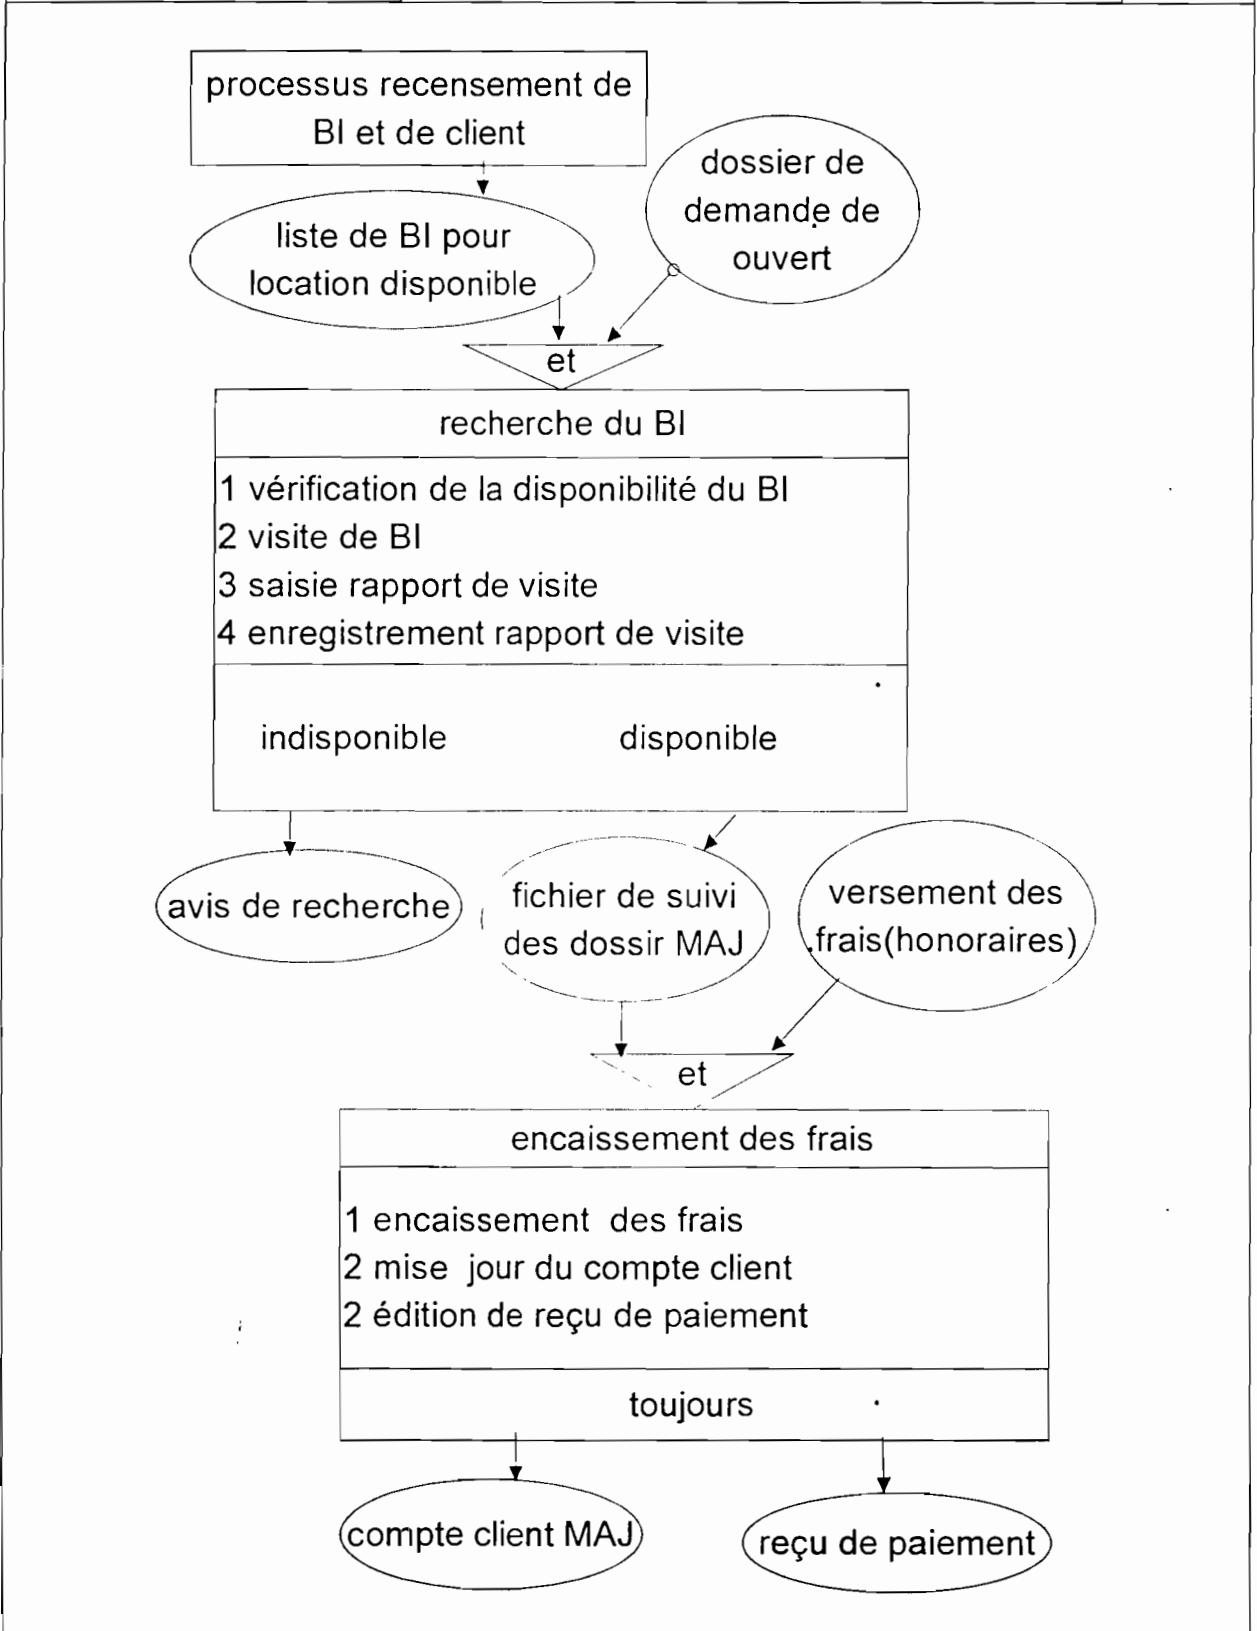 processus recensement de
BI et de client
dossier de
demande de
ouvert
liste de BI pour
location disponible
et
recherche du BI
1 vérification de la disponibilité du BI
2 visite de BI
3 saisie rapport de visite
4 enregistrement rapport de visite
indisponible
disponible
avis de recherche
fichier de suivi
des dossir MAJ
versement des
frais(honoraires)
et
encaissement des frais
1 encaissement des frais
2 mise jour du compte client
2 édition de reçu de paiement
toujours
compte client MAJ
reçu de paiement